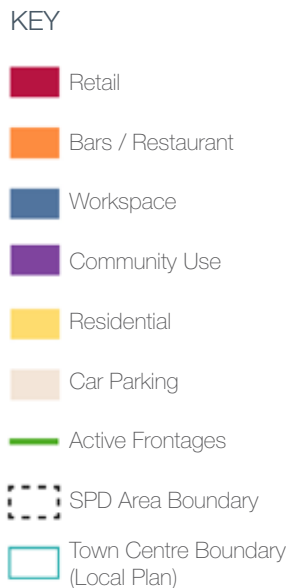 KEY
Retail
Bars / Restaurant
Workspace
Community Use
Residential
Car Parking
Active Frontages
SPD Area Boundary
Town Centre Boundary
(Local Plan)